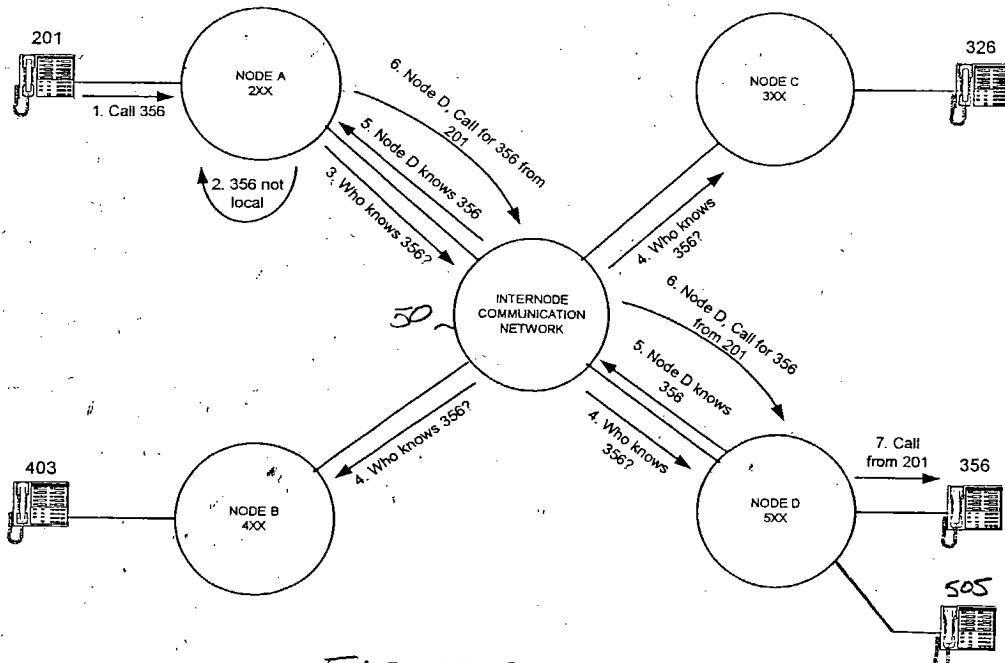 201
NODE A
2XX
1. Call 356
2. 356 not
local
6. Node D, Call for 356 from
201
5. Node D knows 356
3. Who knows 356?
NODE C
3XX
326
4. Who knows
356?
INTERNODE
COMMUNICATION
NETWORK
50
6. Node D, Call for 356
from 201
5. Node D knows
356
4. Who knows
356?
4. Who knows 356?
403
NODE B
4XX
NODE D
5XX
7. Call
from 201
356
505